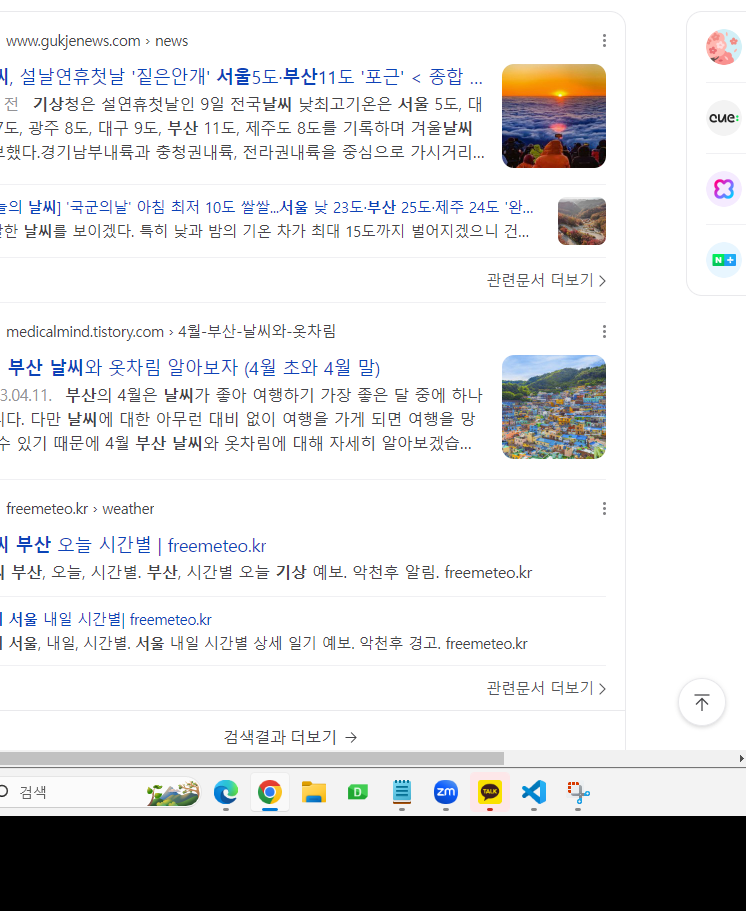 www.gukjenews.com › news
씨, 설날연휴첫날 '짙은안개' 서울5도·부산11도 '포근' < 종합 ...
전 기상청은 설연휴첫날인 9일 전국날씨 낮최고기온은 서울 5도, 대
7도, 광주 8도, 대구 9도, 부산 11도, 제주도 8도를 기록하며 겨울날씨
보했다.경기남부내륙과 충청권내륙, 전라권내륙을 중심으로 가시거리...
늘의 날씨] '국군의날' 아침 최저 10도 쌀쌀...서울 낮 23도·부산 25도·제주 24도 '완...
한 날씨를 보이겠다. 특히 낮과 밤의 기온 차가 최대 15도까지 벌어지겠으니 건...
관련문서 더보기 >
medicalmind.tistory.com › 4월-부산-날씨와-옷차림
부산 날씨와 옷차림 알아보자 (4월 초와 4월 말)
3.04.11. 부산의 4월은 날씨가 좋아 여행하기 가장 좋은 달 중에 하나
니다. 다만 날씨에 대한 아무런 대비 없이 여행을 가게 되면 여행을 망
수 있기 때문에 4월 부산 날씨와 옷차림에 대해 자세히 알아보겠습...
freemeteo.kr › weather
씨 부산 오늘 시간별 | freemeteo.kr
부산, 오늘, 시간별. 부산, 시간별 오늘 기상 예보. 악천후 알림. freemeteo.kr
서울 내일 시간별| freemeteo.kr
서울, 내일, 시간별. 서울 내일 시간별 상세 일기 예보. 악천후 경고. freemeteo.kr
관련문서 더보기 >
검색결과 더보기 →
cue:
N +
검색
D
zm
TALK